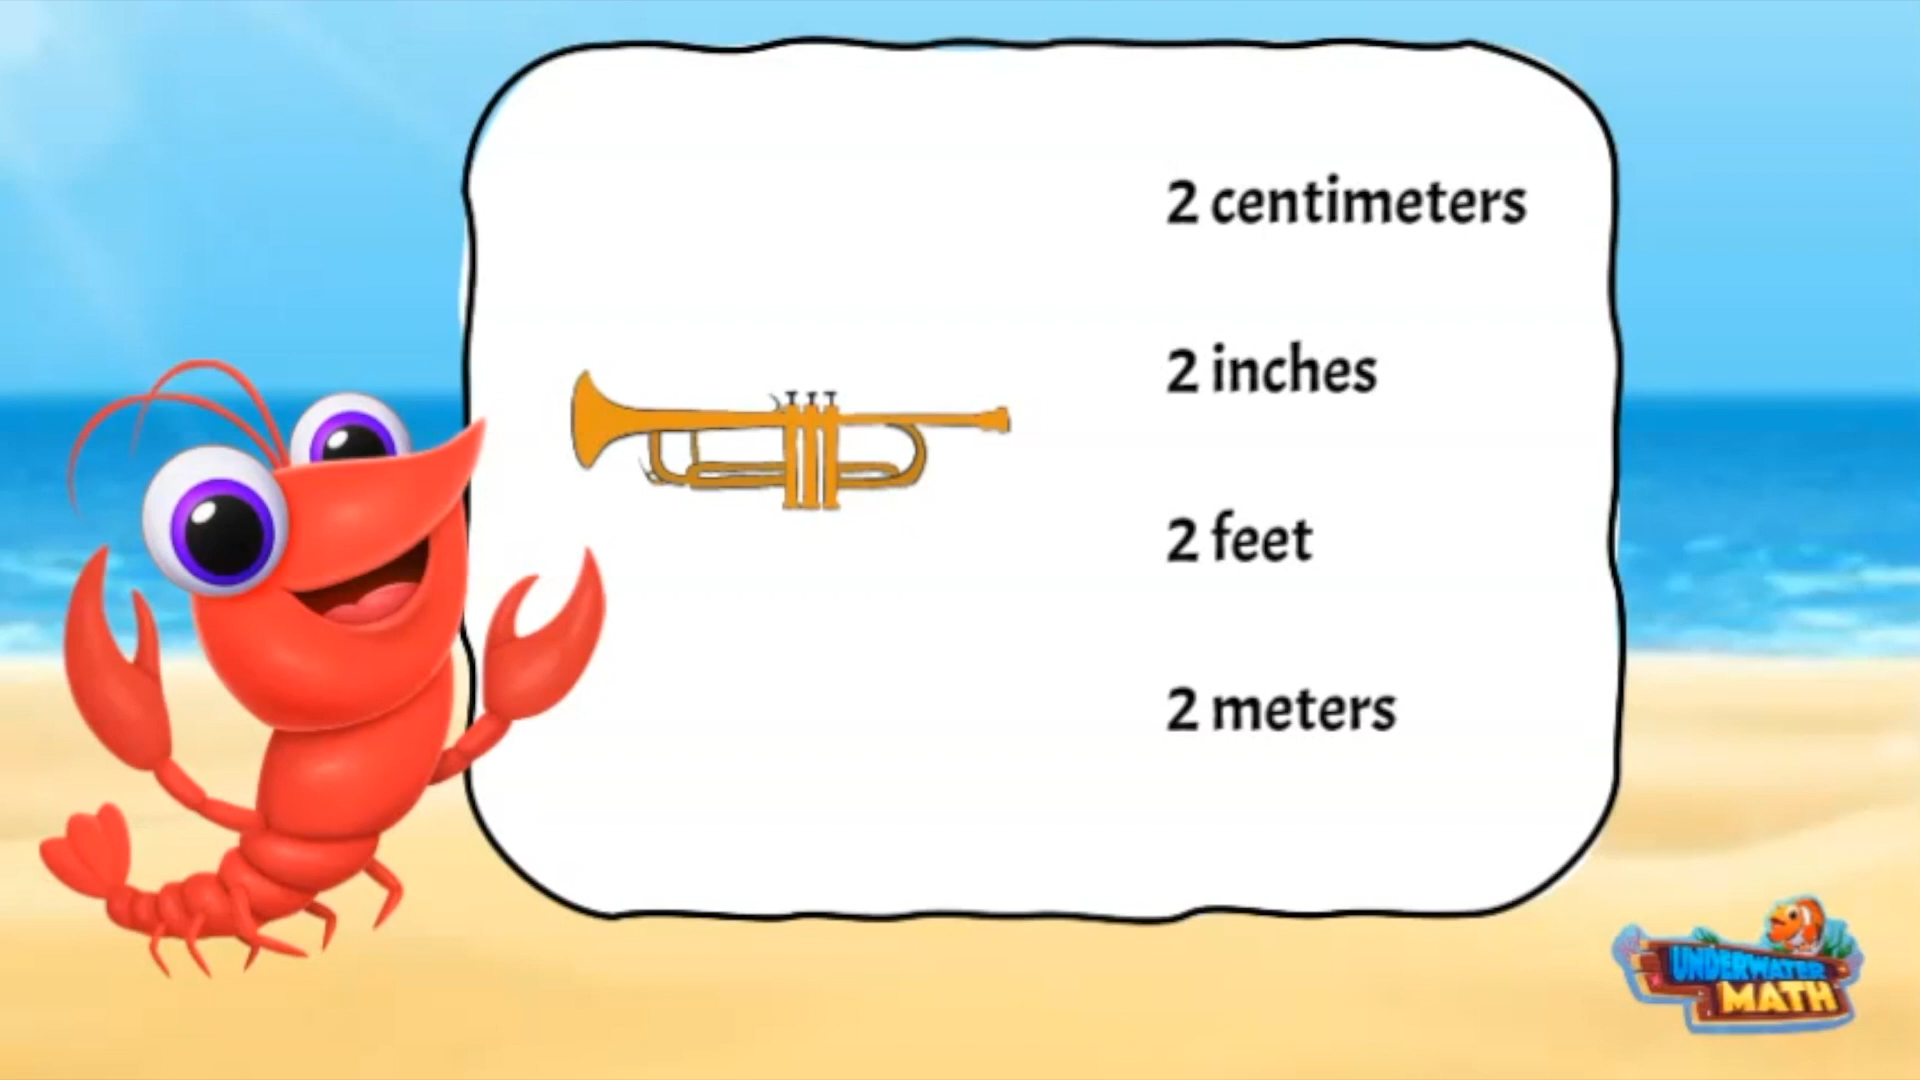 2 centimeters
2 inches
2 feet
2 meters
UNDERWATER
MATH